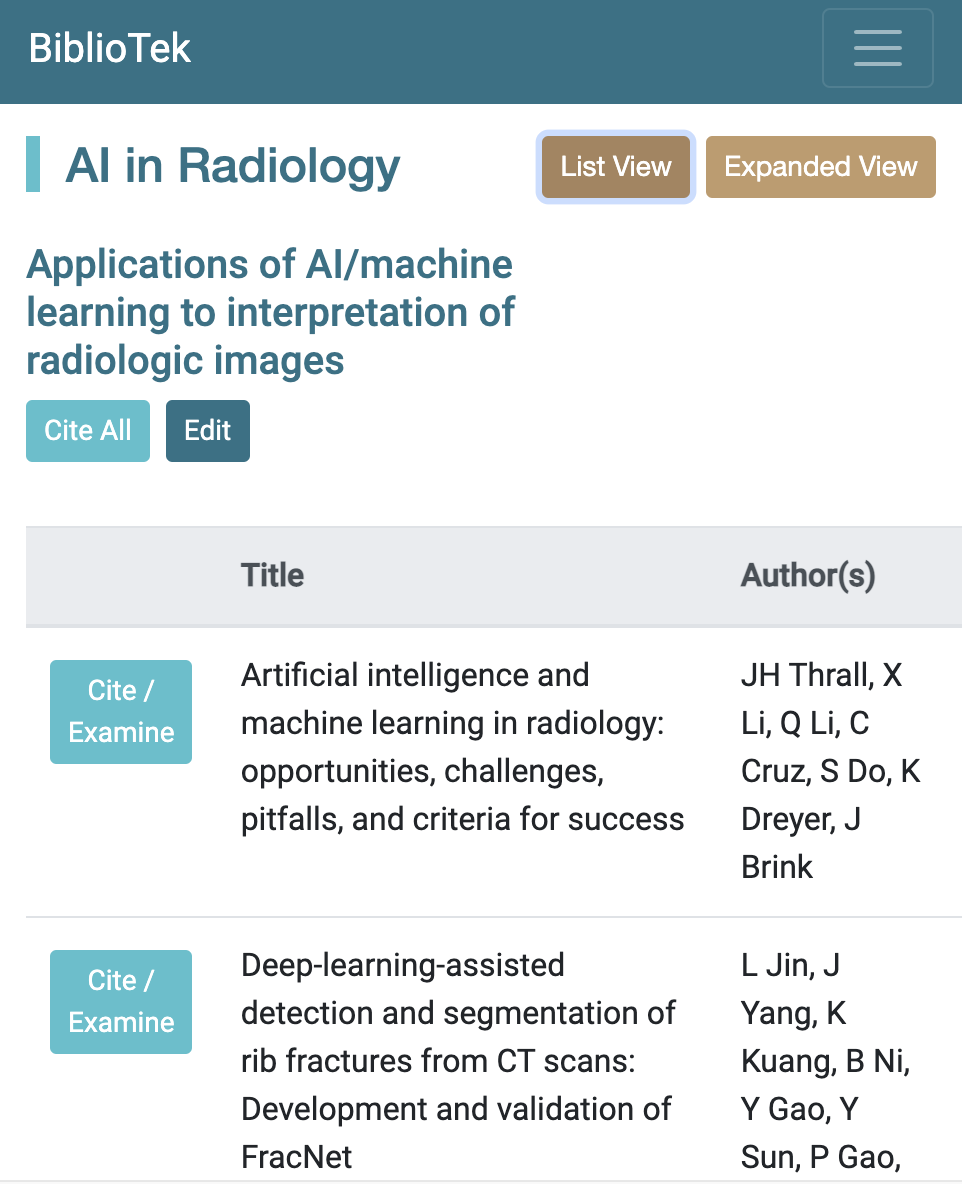 BiblioTek
AI in Radiology
List View
Expanded View
Applications of AI/machine
learning to interpretation of
radiologic images
Cite All
Edit
Title
Author(s)
Cite /
Examine
Artificial intelligence and
machine learning in radiology:
opportunities, challenges,
pitfalls, and criteria for success
JH Thrall, X
Li, Q Li, C
Cruz, S Do, K
Dreyer, J
Brink
Cite /
Examine
Deep-learning-assisted
detection and segmentation of
rib fractures from CT scans:
Development and validation of
FracNet
L Jin, J
Yang, K
Kuang, B Ni,
Y Gao, Y
Sun, P Gao,